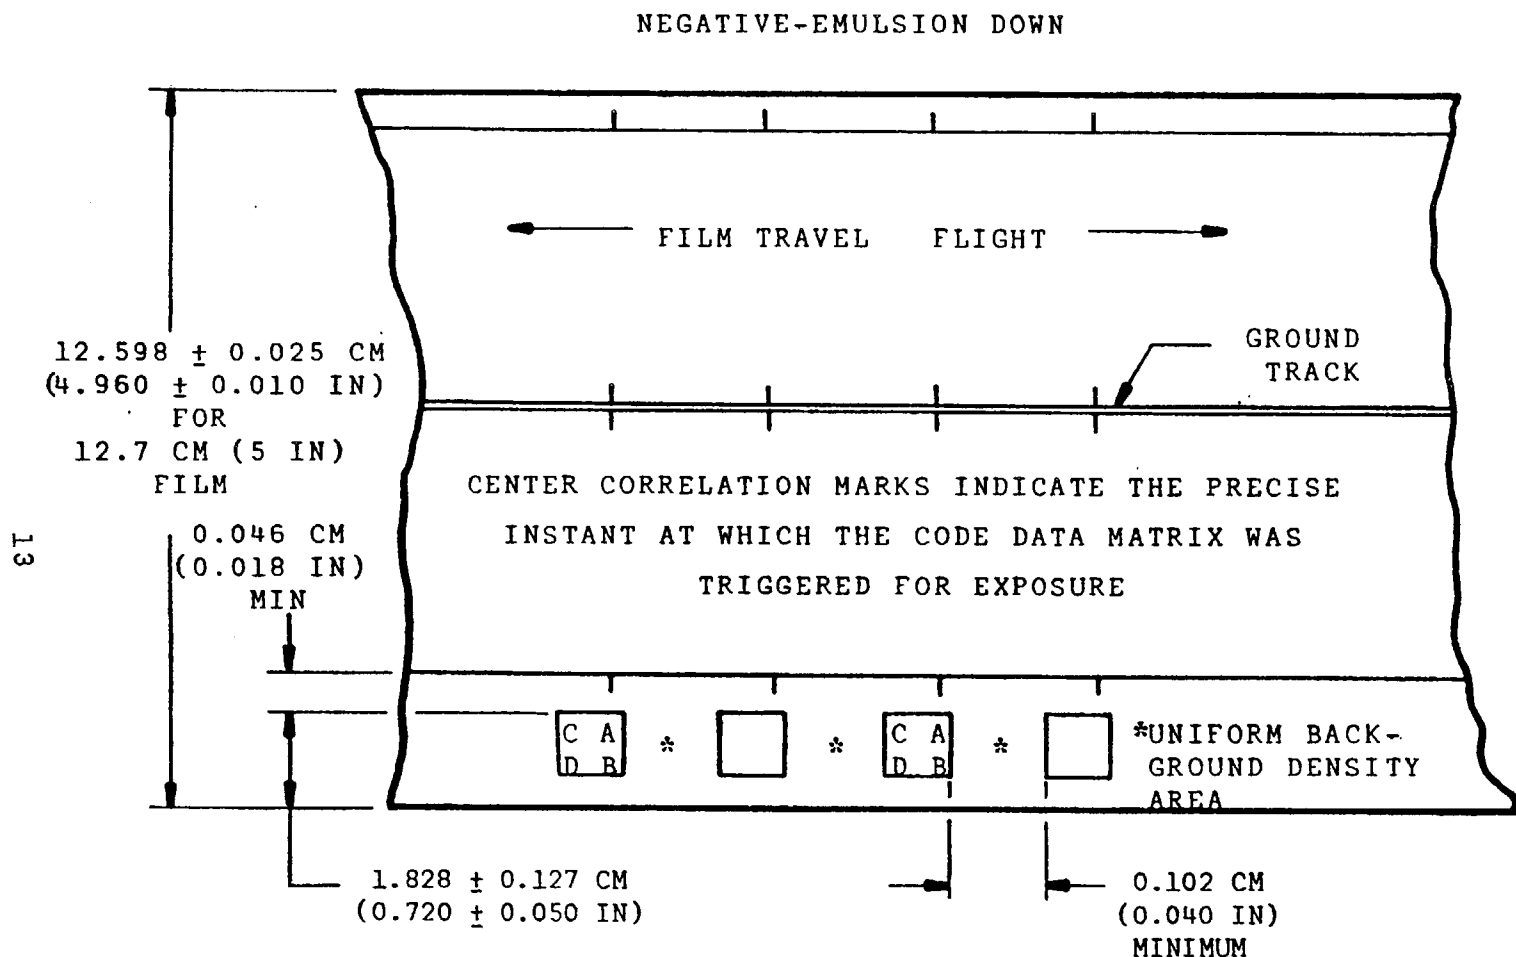 NEGATIVE-EMULSION DOWN
FILM TRAVEL FLIGHT
12.598 ± 0.025 CM
(4.960 ± 0.010 IN)
FOR
12.7 CM (5 IN)
FILM
GROUND
TRACK
CENTER CORRELATION MARKS INDICATE THE PRECISE
INSTANT AT WHICH THE CODE DATA MATRIX WAS
TRIGGERED FOR EXPOSURE
0.046 CM
(0.018 IN)
MIN
13
C A
D B
*
*
C A
D B
*
*UNIFORM BACK-
GROUND DENSITY
AREA
1.828 ± 0.127 CM
(0.720 ± 0.050 IN)
0.102 CM
(0.040 IN)
MINIMUM